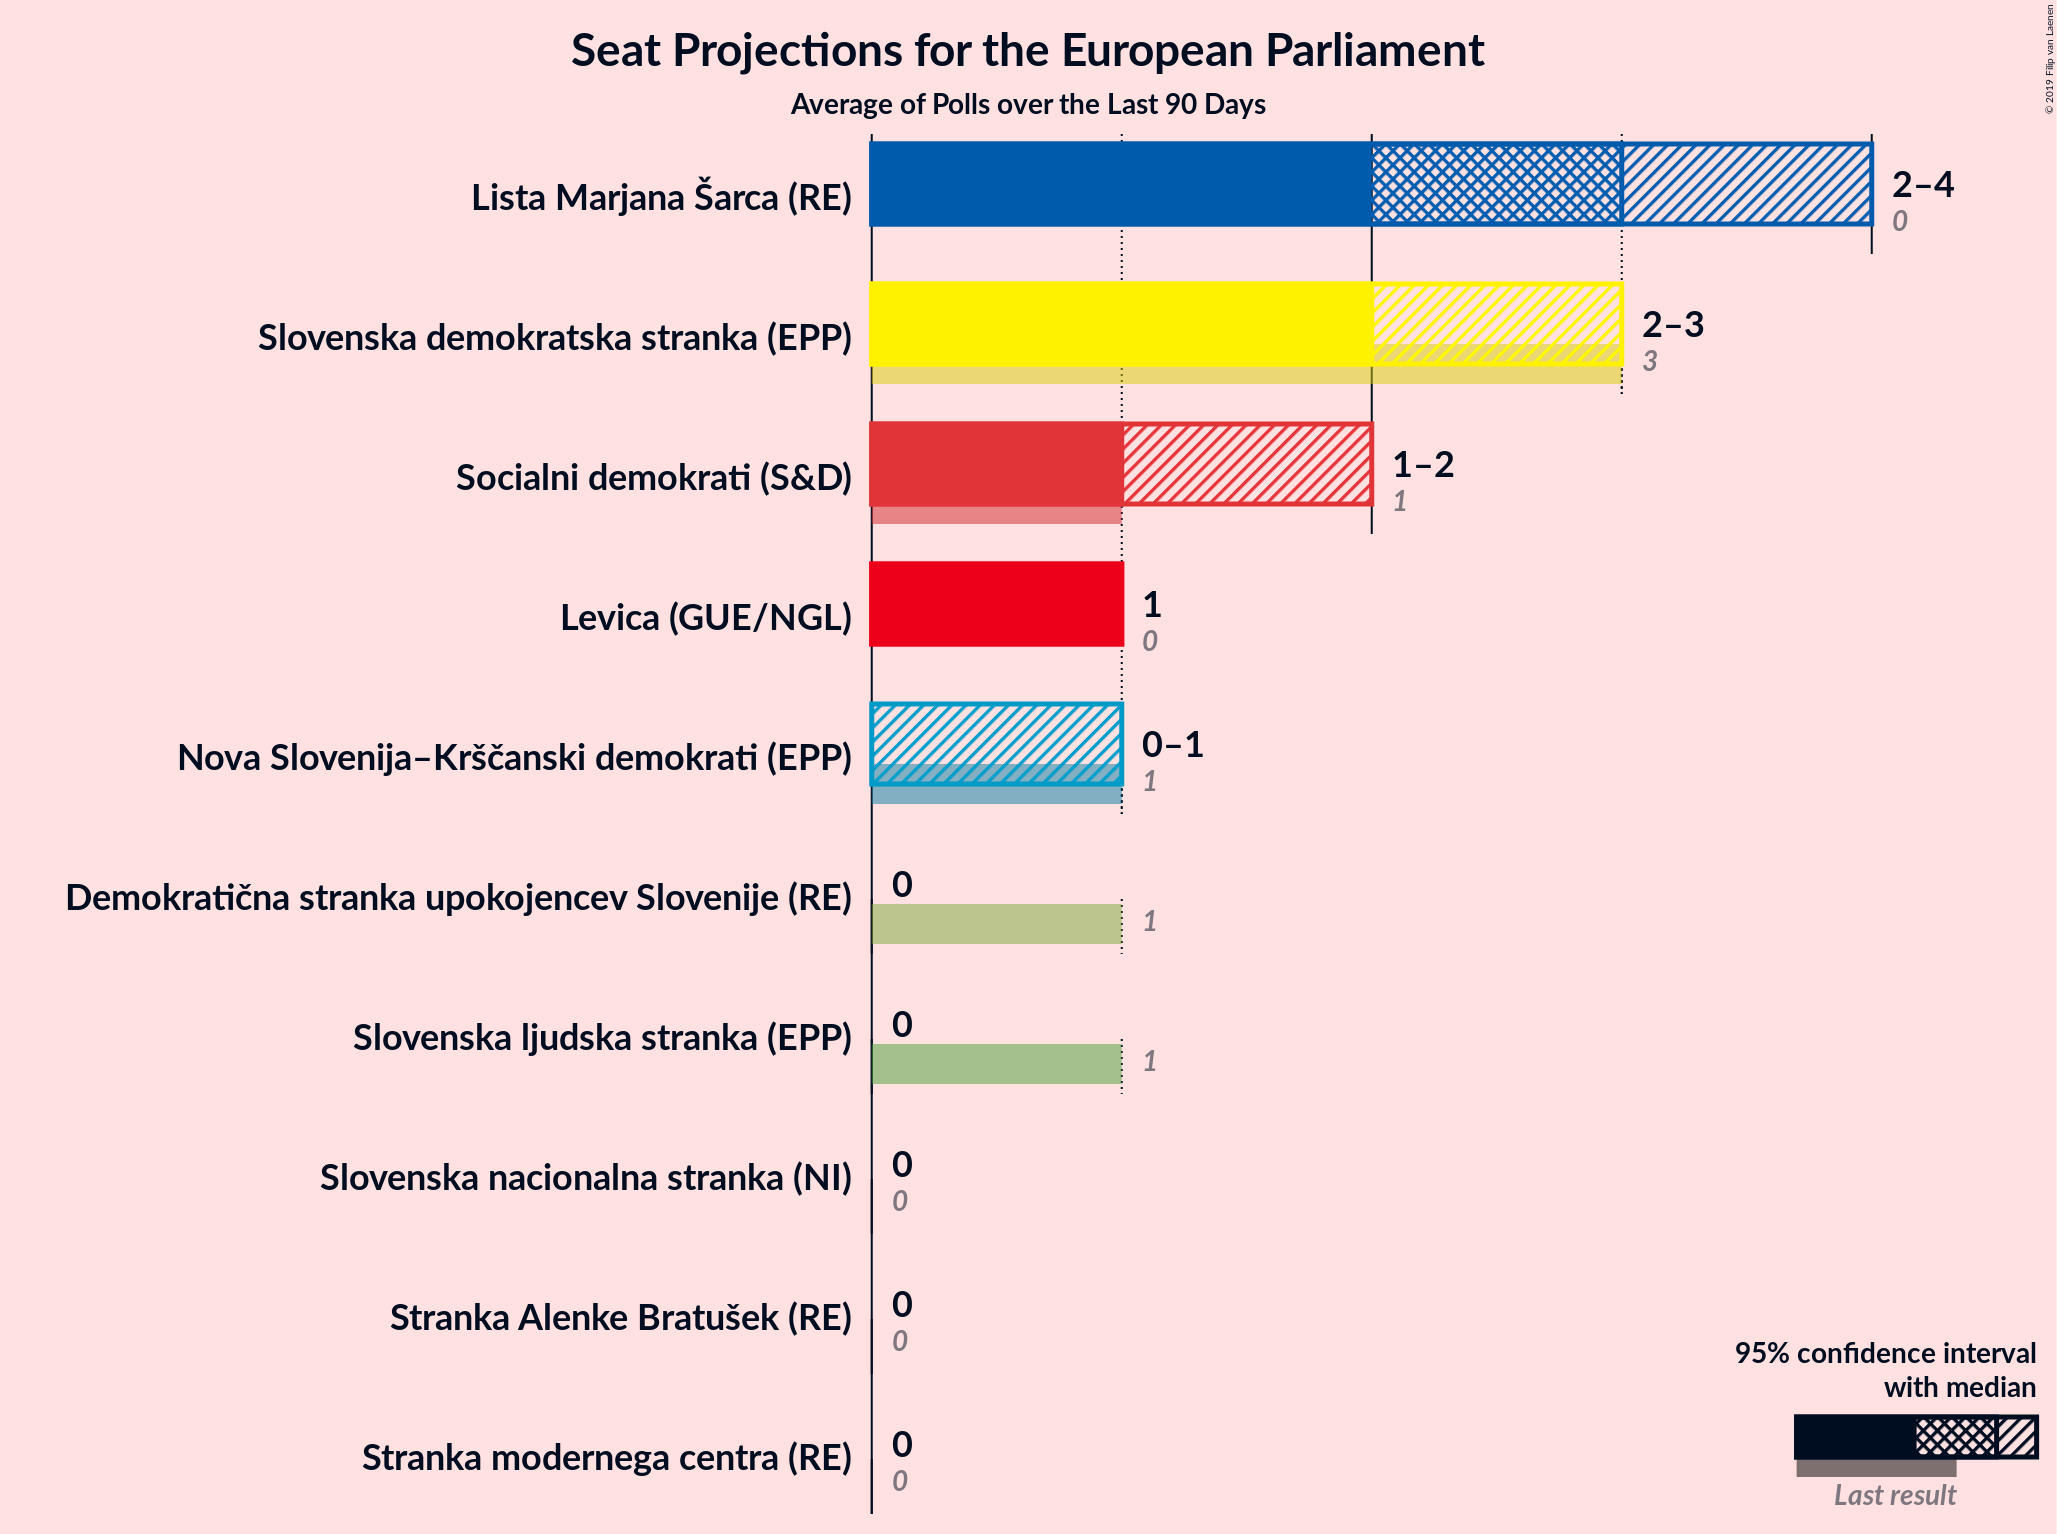 Seat Projections for the European Parliament
Average of Polls over the Last 90 Days
© 2019 Filip van Laenen
Lista Marjana Šarca (RE)
2–4
0
Slovenska demokratska stranka (EPP)
2–3
3
Socialni demokrati (S&D)
1–2
1
Levica (GUE/NGL)
1
0
Nova Slovenija–Krščanski demokrati (EPP)
0–1
1
Demokratična stranka upokojencev Slovenije (RE)
0
1
Slovenska ljudska stranka (EPP)
0
1
Slovenska nacionalna stranka (NI)
0
0
Stranka Alenke Bratušek (RE)
0
0
Stranka modernega centra (RE)
0
0
95% confidence interval
with median
Last result